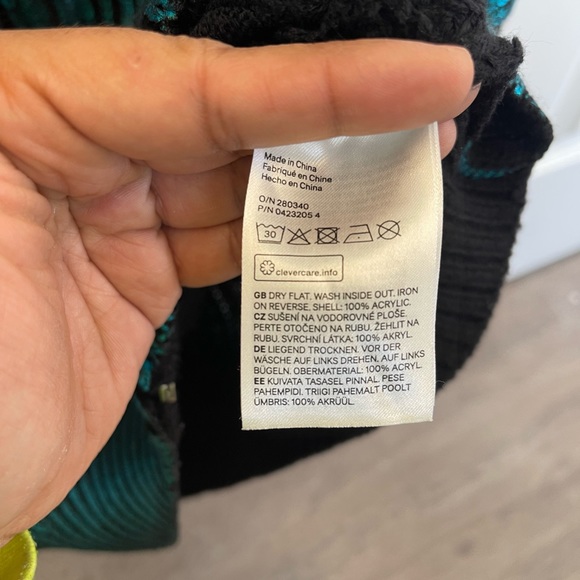 Made in China
Fabriqué en Chine
Hecho en China
O/N 280340
P/N 0423205 4
30
clevercare.info
GB DRY FLAT. WASH INSIDE OUT. IRON
ON REVERSE. SHELL: 100% ACRYLIC.
CZ SUŠENÍ NA VODOROVNÉ PLOŠE.
PERTE OTOČENO NA RUBU. ŽEHLIT NA
RUBU. SVRCHNÍ LÁTKA: 100% ACRYL.
DE LIEGEND TROCKNEN. VOR DER
WÄSCHE AUF LINKS DREHEN. AUF LINKS
BÜGELN. OBERMATERIAL: 100% ACRYL.
EE KUIVATA TASASEL PINNAL. PESE
PAHEMPIDI. TRIIGI PAHEMALT POOLT
ÜMBRIS: 100% AKRÜÜL.